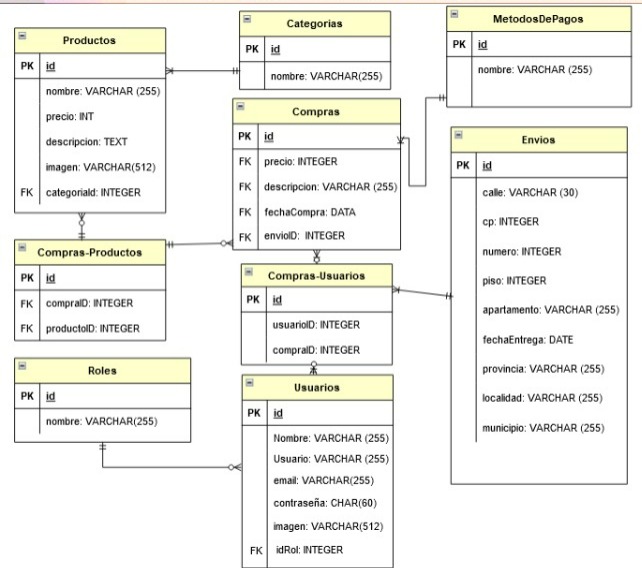 Productos
PK id
nombre: VARCHAR (255)
precio: INT
descripcion: TEXT
imagen: VARCHAR(512)
FK categoriaId: INTEGER
Categorias
PK id
nombre: VARCHAR(255)
MetodosDePagos
PK id
nombre: VARCHAR (255)
Compras
PK id
FK precio: INTEGER
FK descripcion: VARCHAR (255)
FK fechaCompra: DATA
FK envioID: INTEGER
Envios
PK id
calle: VARCHAR (30)
cp: INTEGER
numero: INTEGER
piso: INTEGER
apartamento: VARCHAR (255)
fechaEntrega: DATE
provincia: VARCHAR (255)
localidad: VARCHAR (255)
municipio: VARCHAR (255)
Compras-Productos
PK id
FK compraID: INTEGER
FK productoID: INTEGER
Compras-Usuarios
PK id
usuarioID: INTEGER
compraID: INTEGER
Roles
PK id
nombre: VARCHAR(255)
Usuarios
PK id
Nombre: VARCHAR (255)
Usuario: VARCHAR (255)
email: VARCHAR(255)
contraseña: CHAR(60)
imagen: VARCHAR(512)
FK idRol: INTEGER